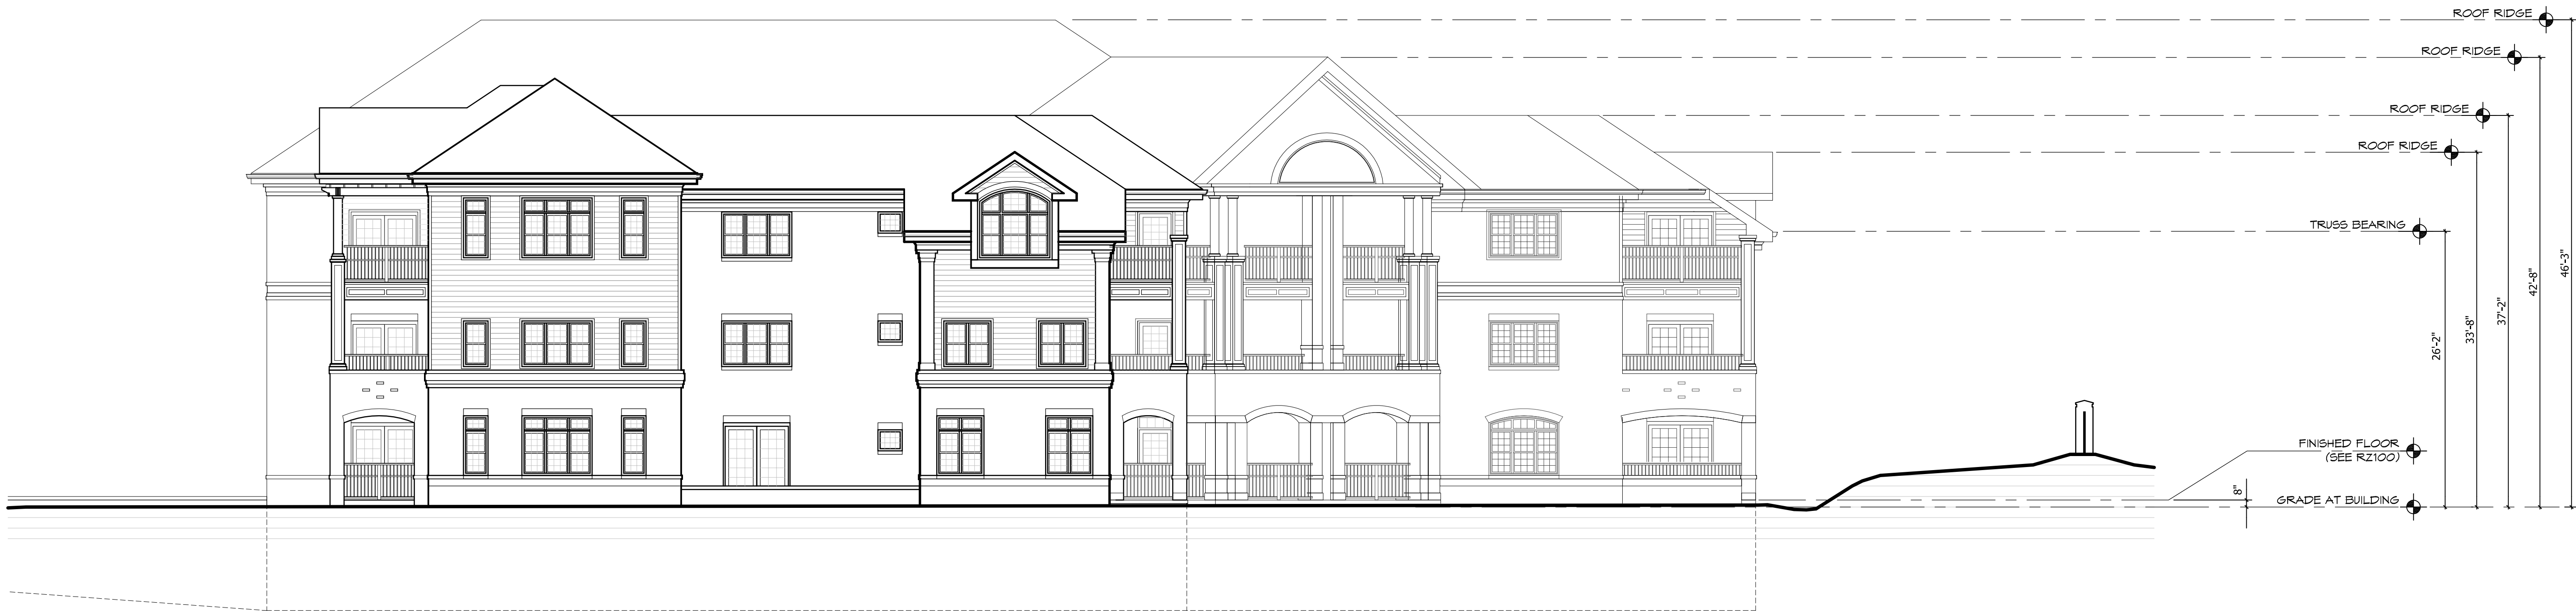 ROOF RIDGE
ROOF RIDGE
ROOF RIDGE
ROOF RIDGE
TRUSS BEARING
46'-3"
42'-8"
37'-2"
33'-8"
26'-2"
FINISHED FLOOR
(SEE RZ100)
8"
GRADE AT BUILDING